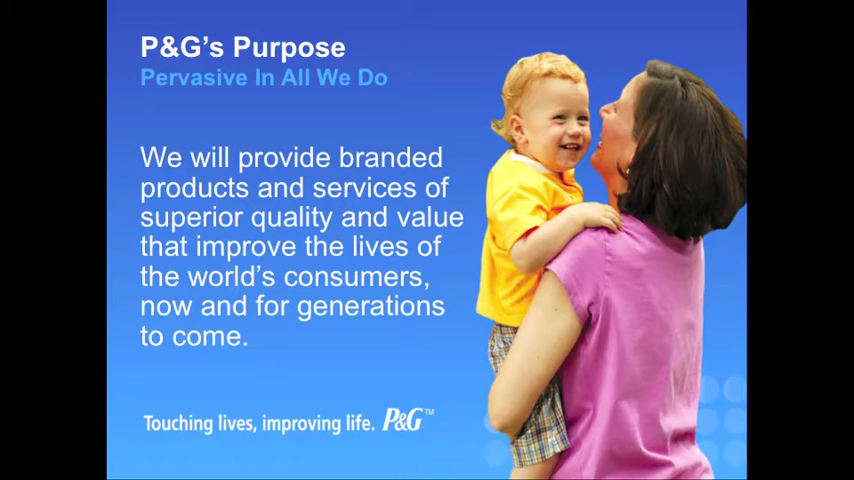 P&G’s Purpose
Pervasive In All We Do
We will provide branded
products and services of
superior quality and value
that improve the lives of
the world’s consumers,
now and for generations
to come.
Touching lives, improving life. P&G™